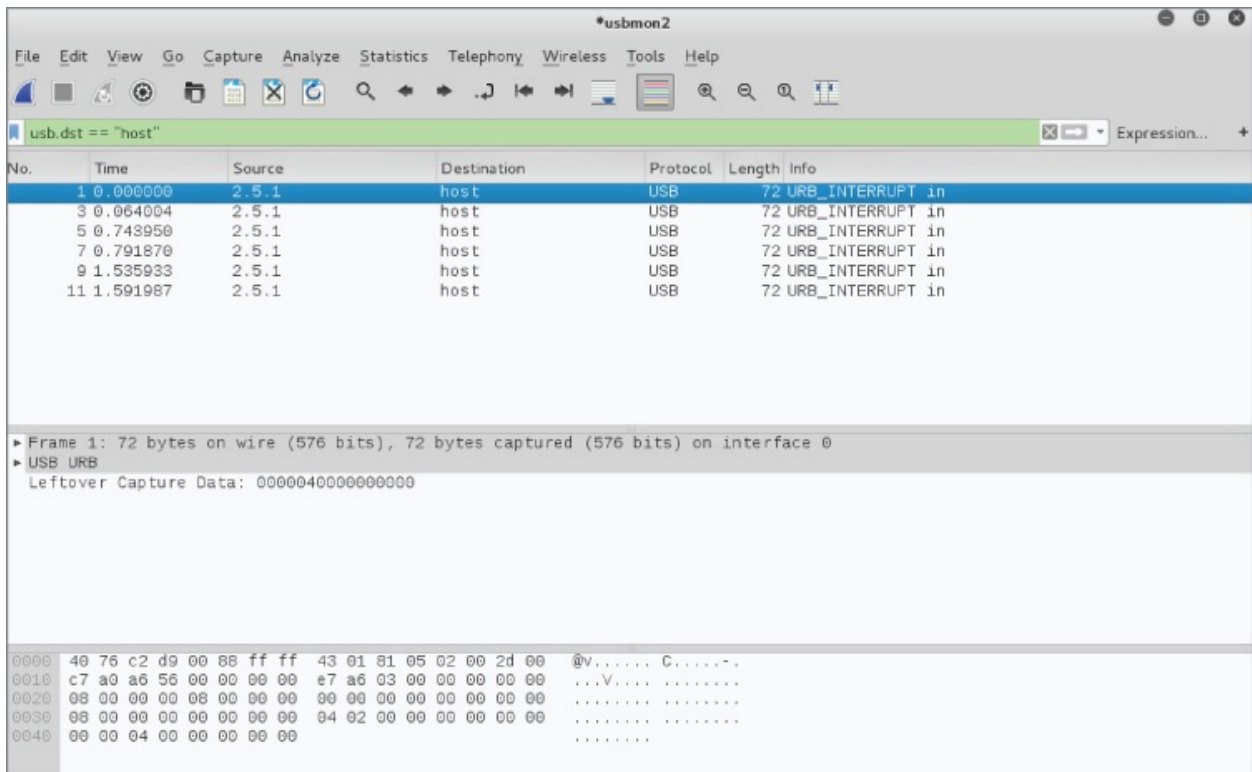 *usbmon2
File Edit View Go Capture Analyze Statistics Telephony Wireless Tools Help
usb.dst == "host" Expression... +
No. Time Source Destination Protocol Length Info
1 0.000000 2.5.1 host USB 72 URB_INTERRUPT in
3 0.064004 2.5.1 host USB 72 URB_INTERRUPT in
5 0.743950 2.5.1 host USB 72 URB_INTERRUPT in
7 0.791870 2.5.1 host USB 72 URB_INTERRUPT in
9 1.535933 2.5.1 host USB 72 URB_INTERRUPT in
11 1.591987 2.5.1 host USB 72 URB_INTERRUPT in
Frame 1: 72 bytes on wire (576 bits), 72 bytes captured (576 bits) on interface 0
USB URB
Leftover Capture Data: 0000040000000000
0000 40 76 c2 d9 00 88 ff ff 43 01 81 05 02 00 2d 00 @v...... C.....-.
0010 c7 a0 a6 56 00 00 00 00 e7 a6 03 00 00 00 00 00 ...V.... ........
0020 08 00 00 00 08 00 00 00 00 00 00 00 00 00 00 00 ........ ........
0030 08 00 00 00 00 00 00 00 04 02 00 00 00 00 00 00 ........ ........
0040 00 00 04 00 00 00 00 00 ........